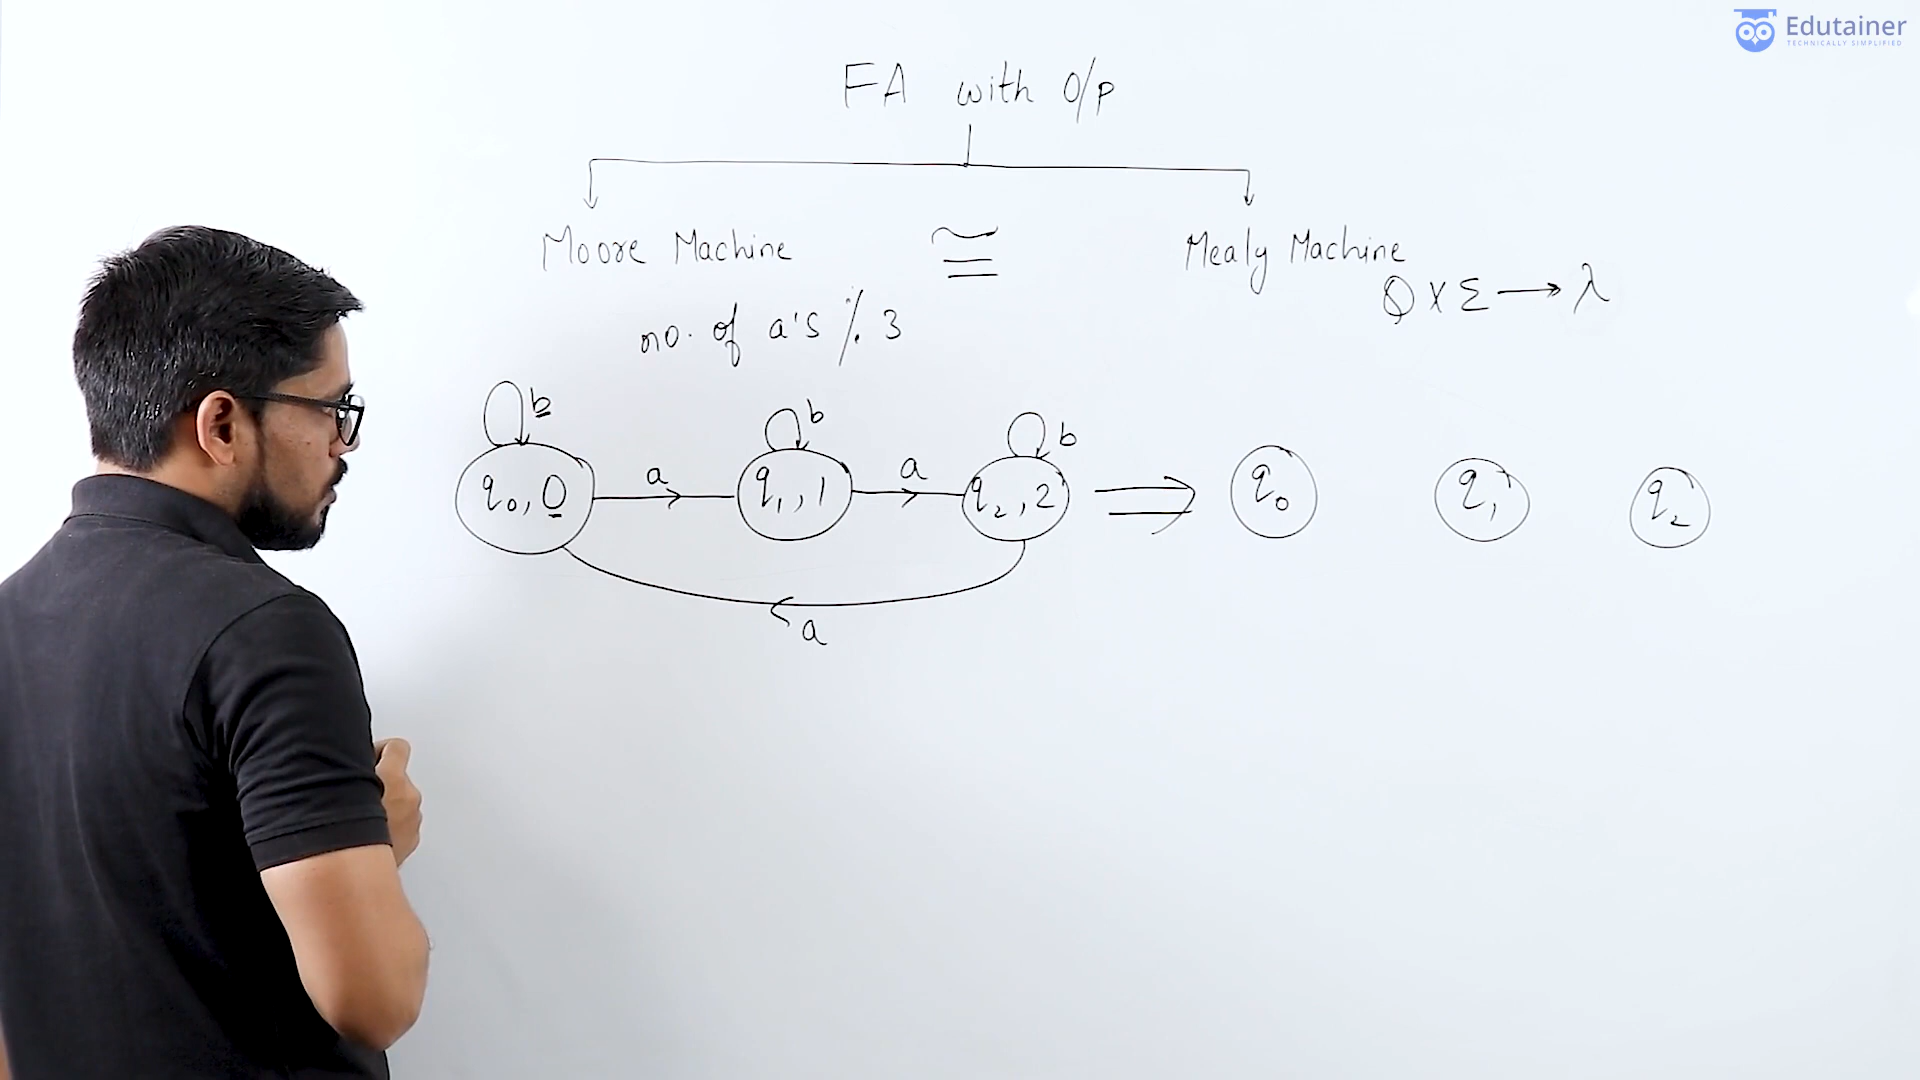 Edutainer
TECHNICALLY SIMPLIFIED
FA with O/P
Moore Machine ≅ Mealy Machine
Q X Σ → λ
no. of a's % 3
b b b
q₀, 0 a q₁, 1 a q₂, 2 ⇒ q₀ q₁ q₂
a